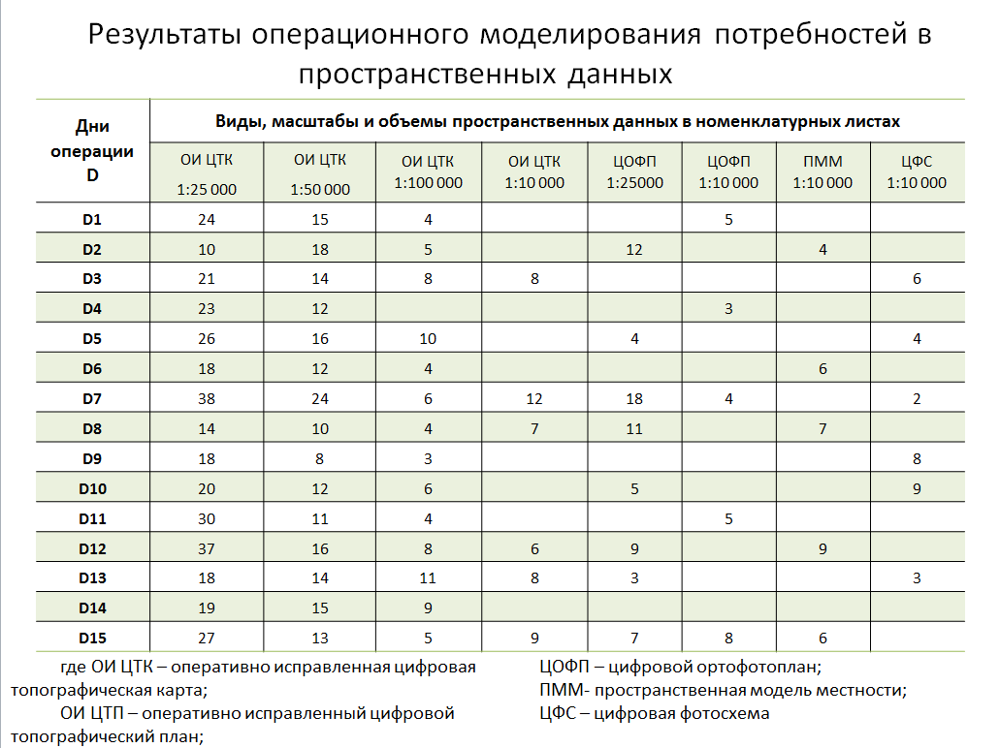 Результаты операционного моделирования потребностей в
пространственных данных
Дни операции D
Виды, масштабы и объемы пространственных данных в номенклатурных листах
ОИ ЦТК 1:25 000 ОИ ЦТК 1:50 000 ОИ ЦТК 1:100 000 ОИ ЦТК 1:10 000 ЦОФП 1:25000 ЦОФП 1:10 000 ПММ 1:10 000 ЦФС 1:10 000
D1 24 15 4 5
D2 10 18 5 12 4
D3 21 14 8 8 6
D4 23 12 3
D5 26 16 10 4 4
D6 18 12 4 6
D7 38 24 6 12 18 4 2
D8 14 10 4 7 11 7
D9 18 8 3 8
D10 20 12 6 5 9
D11 30 11 4 5
D12 37 16 8 6 9 9
D13 18 14 11 8 3 3
D14 19 15 9
D15 27 13 5 9 7 8 6
где ОИ ЦТК – оперативно исправленная цифровая
топографическая карта;
ОИ ЦТП – оперативно исправленный цифровой
топографический план;
ЦОФП – цифровой ортофотоплан;
ПММ- пространственная модель местности;
ЦФС – цифровая фотосхема